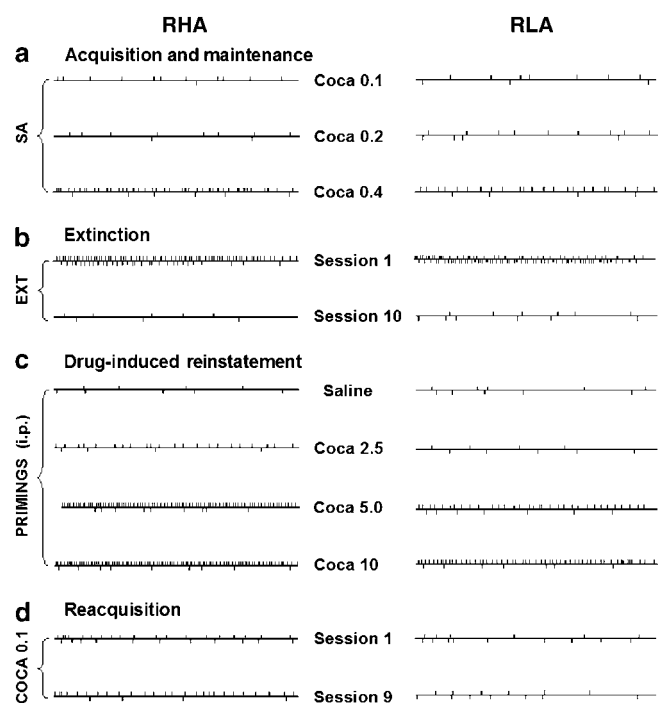 RHA RLA
a Acquisition and maintenance
SA
Coca 0.1
Coca 0.2
Coca 0.4
b Extinction
EXT
Session 1
Session 10
c Drug-induced reinstatement
PRIMINGS (i.p.)
Saline
Coca 2.5
Coca 5.0
Coca 10
d Reacquisition
COCA 0.1
Session 1
Session 9